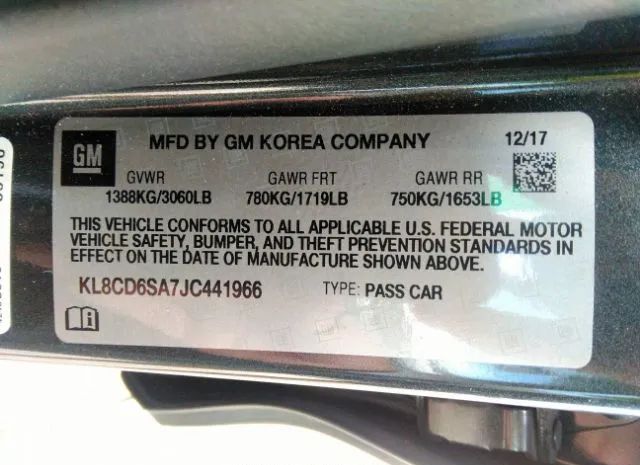 GM
MFD BY GM KOREA COMPANY
12/17
GVWR GAWR FRT GAWR RR
1388KG/3060LB 780KG/1719LB 750KG/1653LB
THIS VEHICLE CONFORMS TO ALL APPLICABLE U.S. FEDERAL MOTOR
VEHICLE SAFETY, BUMPER, AND THEFT PREVENTION STANDARDS IN
EFFECT ON THE DATE OF MANUFACTURE SHOWN ABOVE.
KL8CD6SA7JC441966 TYPE: PASS CAR